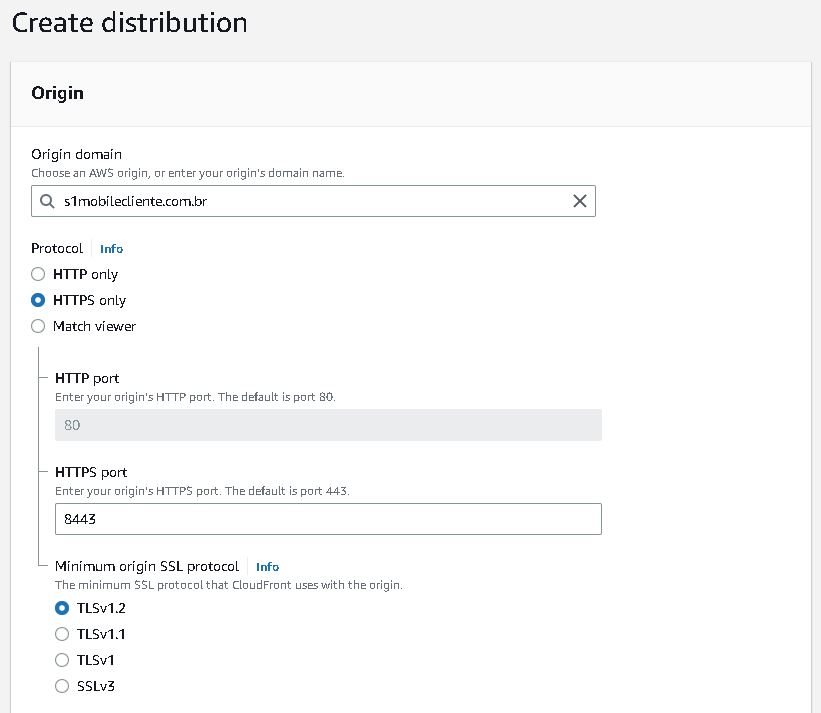 Create distribution
Origin
Origin domain
Choose an AWS origin, or enter your origin's domain name.
s1mobilecliente.com.br
Protocol Info
HTTP only
HTTPS only
Match viewer
HTTP port
Enter your origin's HTTP port. The default is port 80.
80
HTTPS port
Enter your origin's HTTPS port. The default is port 443.
8443
Minimum origin SSL protocol Info
The minimum SSL protocol that CloudFront uses with the origin.
TLSv1.2
TLSv1.1
TLSv1
SSLv3